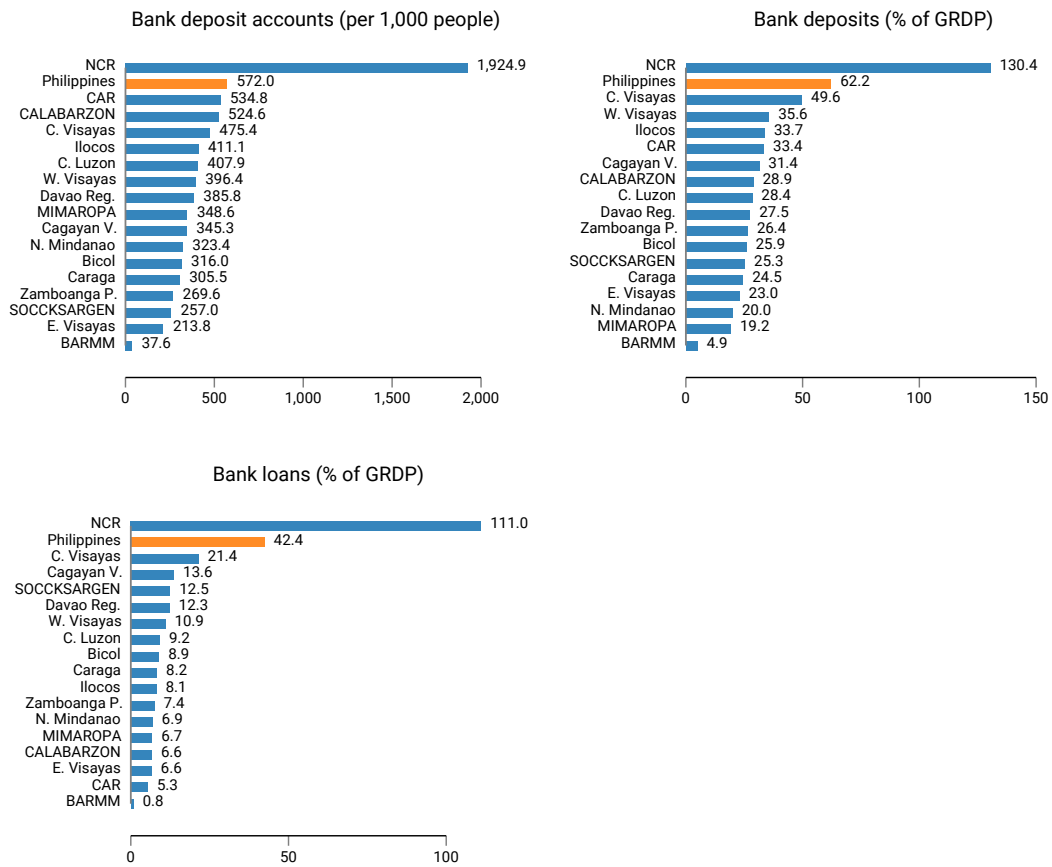 Bank deposit accounts (per 1,000 people)
NCR 1,924.9
Philippines 572.0
CAR 534.8
CALABARZON 524.6
C. Visayas 475.4
Ilocos 411.1
C. Luzon 407.9
W. Visayas 396.4
Davao Reg. 385.8
MIMAROPA 348.6
Cagayan V. 345.3
N. Mindanao 323.4
Bicol 316.0
Caraga 305.5
Zamboanga P. 269.6
SOCCKSARGEN 257.0
E. Visayas 213.8
BARMM 37.6
0 500 1,000 1,500 2,000
Bank deposits (% of GRDP)
NCR 130.4
Philippines 62.2
C. Visayas 49.6
W. Visayas 35.6
Ilocos 33.7
CAR 33.4
Cagayan V. 31.4
CALABARZON 28.9
C. Luzon 28.4
Davao Reg. 27.5
Zamboanga P. 26.4
Bicol 25.9
SOCCKSARGEN 25.3
Caraga 24.5
E. Visayas 23.0
N. Mindanao 20.0
MIMAROPA 19.2
BARMM 4.9
0 50 100 150
Bank loans (% of GRDP)
NCR 111.0
Philippines 42.4
C. Visayas 21.4
Cagayan V. 13.6
SOCCKSARGEN 12.5
Davao Reg. 12.3
W. Visayas 10.9
C. Luzon 9.2
Bicol 8.9
Caraga 8.2
Ilocos 8.1
Zamboanga P. 7.4
N. Mindanao 6.9
MIMAROPA 6.7
CALABARZON 6.6
E. Visayas 6.6
CAR 5.3
BARMM 0.8
0 50 100